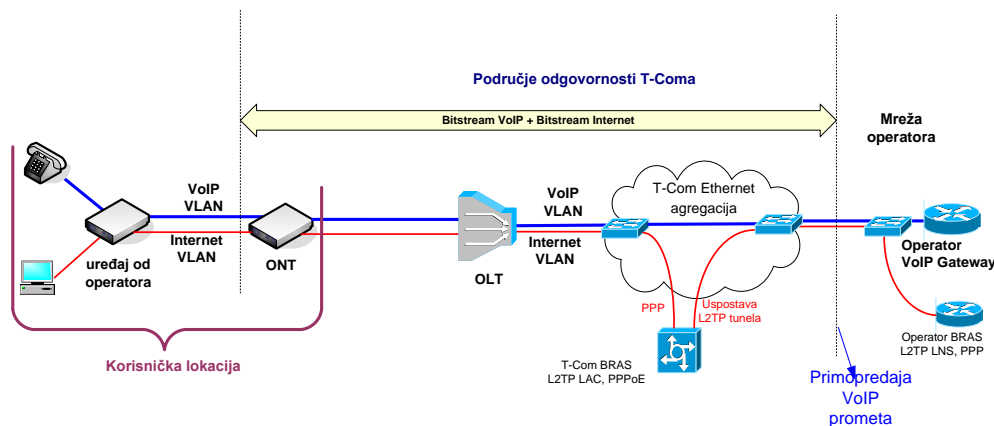 Područje odgovornosti T-Coma
Bitstream VoIP + Bitstream Internet
Mreža
operatora
VoIP
VLAN
Internet
VLAN
uređaj od
operatora
ONT
Korisnička lokacija
OLT
VoIP
VLAN
Internet
VLAN
T-Com Ethernet
agregacija
PPP
Uspostava
L2TP tunela
T-Com BRAS
L2TP LAC, PPPoE
Operator
VoIP Gateway
Operator BRAS
L2TP LNS, PPP
Primopredaja
VoIP
prometa